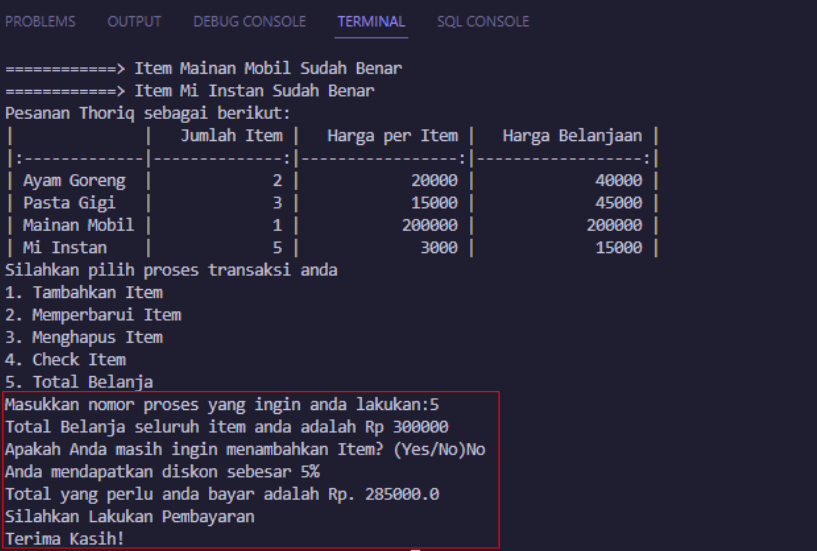 PROBLEMS OUTPUT DEBUG CONSOLE TERMINAL SQL CONSOLE
============> Item Mainan Mobil Sudah Benar
============> Item Mi Instan Sudah Benar
Pesanan Thoriq sebagai berikut:
|              |   Jumlah Item |   Harga per Item |   Harga Belanjaan |
|:-------------|--------------:|-----------------:|------------------:|
| Ayam Goreng  |             2 |            20000 |             40000 |
| Pasta Gigi   |             3 |            15000 |             45000 |
| Mainan Mobil |             1 |           200000 |            200000 |
| Mi Instan    |             5 |             3000 |             15000 |
Silahkan pilih proses transaksi anda
1. Tambahkan Item
2. Memperbarui Item
3. Menghapus Item
4. Check Item
5. Total Belanja
Masukkan nomor proses yang ingin anda lakukan:5
Total Belanja seluruh item anda adalah Rp 300000
Apakah Anda masih ingin menambahkan Item? (Yes/No)No
Anda mendapatkan diskon sebesar 5%
Total yang perlu anda bayar adalah Rp. 285000.0
Silahkan Lakukan Pembayaran
Terima Kasih!